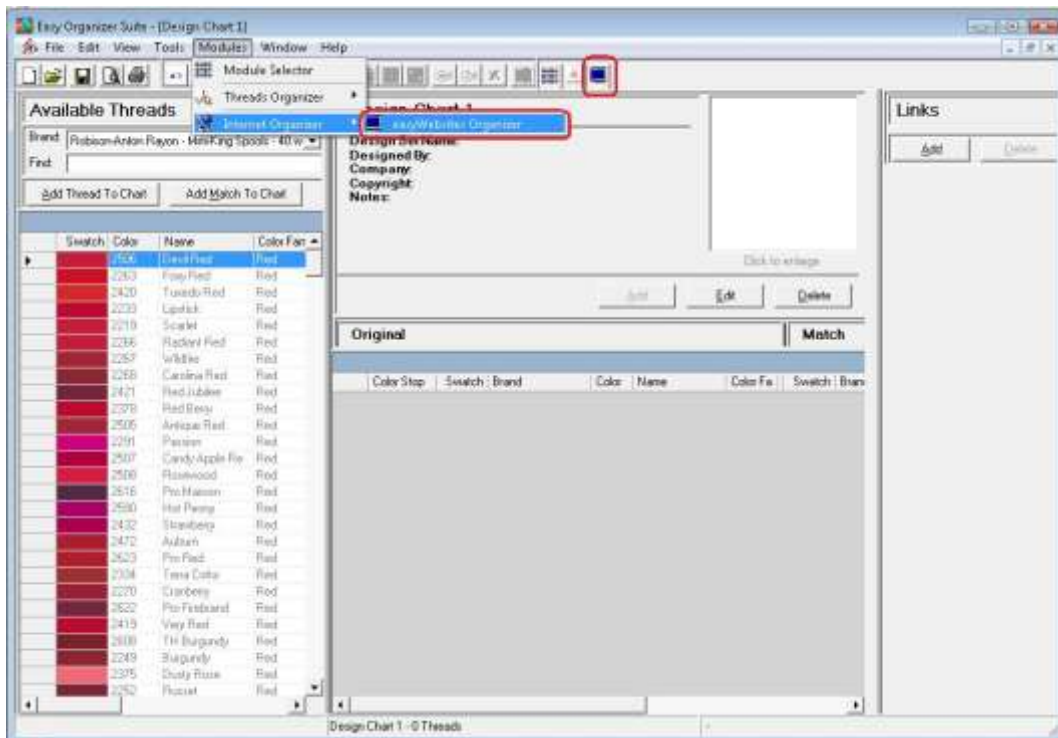 Easy Organizer Suite - [Design Chart 1]
File Edit View Tools Modules Window Help
Module Selector
Threads Organizer
Internet Organizer
easyWebsites Organizer
Available Threads
Brand Robison-Anton Rayon - Mini-King Spools - 40 w
Find
Add Thread To Chart Add Match To Chart
Swatch Color Name Color Fam
2506 Devil Red Red
2263 Foxy Red Red
2420 Tuxedo Red Red
2233 Lipstick Red
2219 Scarlet Red
2266 Radiant Red Red
2267 Wildfire Red
2268 Carolina Red Red
2421 Red Jubilee Red
2378 Red Berry Red
2505 Antique Red Red
2291 Passion Red
2507 Candy Apple Re Red
2508 Rosewood Red
2616 Pro Maroon Red
2580 Hot Peony Red
2432 Strawberry Red
2472 Auburn Red
2623 Pro Red Red
2334 Terra Cotta Red
2270 Cranberry Red
2622 Pro Firebrand Red
2419 Very Red Red
2608 TH Burgundy Red
2249 Burgundy Red
2375 Dusty Rose Red
2252 Russet Red
Design Chart 1
Design Set Name:
Designed By:
Company:
Copyright:
Notes:
Click to enlarge
Add Edit Delete
Original Match
Color Stop Swatch Brand Color Name Color Fa Swatch Bran
Links
Add Delete
Design Chart 1 - 0 Threads